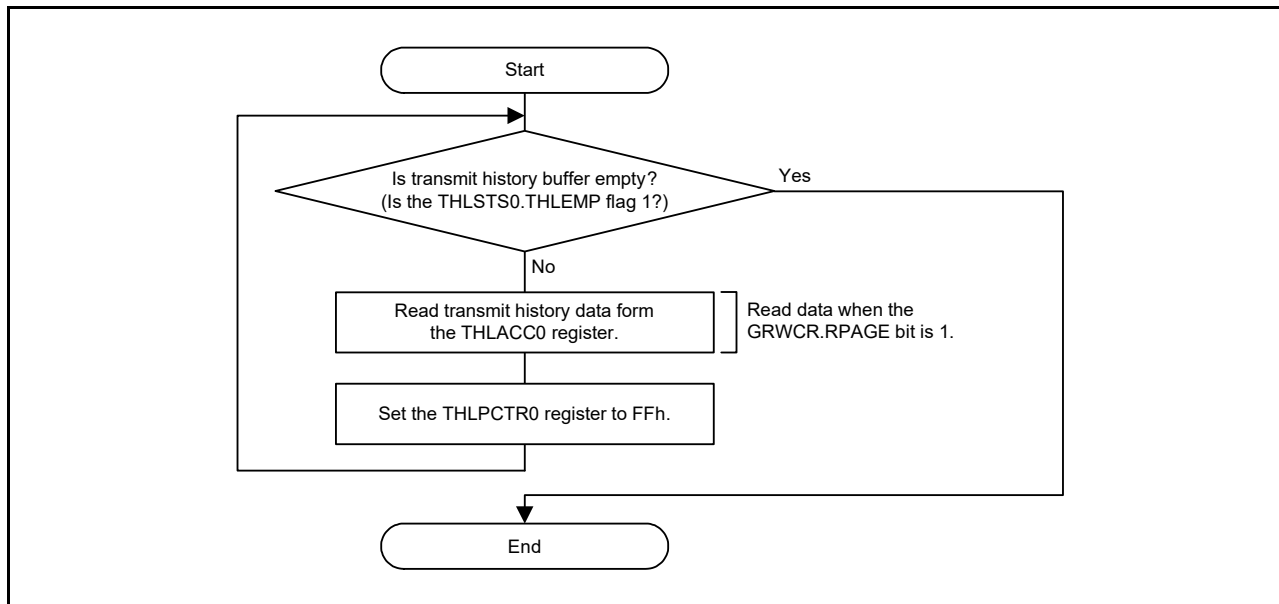 Start
Is transmit history buffer empty?
(Is the THLSTS0.THLEMP flag 1?)
Yes
No
Read transmit history data form
the THLACC0 register.
Read data when the
GRWCR.RPAGE bit is 1.
Set the THLPCTR0 register to FFh.
End